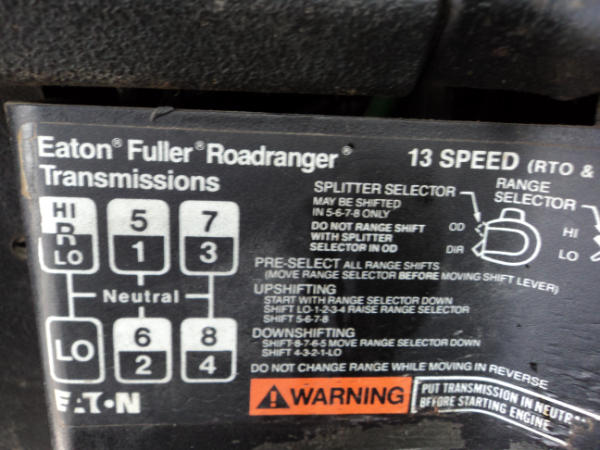 Eaton® Fuller® Roadranger®
Transmissions
13 SPEED (RTO &
SPLITTER SELECTOR
MAY BE SHIFTED
IN 5-6-7-8 ONLY
DO NOT RANGE SHIFT
WITH SPLITTER
SELECTOR IN OD
OD
DIR
RANGE
SELECTOR
HI
LO
HI
R
LO
5
1
7
3
Neutral
LO
6
2
8
4
PRE-SELECT ALL RANGE SHIFTS
(MOVE RANGE SELECTOR BEFORE MOVING SHIFT LEVER)
UPSHIFTING
START WITH RANGE SELECTOR DOWN
SHIFT LO-1-2-3-4 RAISE RANGE SELECTOR
SHIFT 5-6-7-8
DOWNSHIFTING
SHIFT-8-7-6-5 MOVE RANGE SELECTOR DOWN
SHIFT 4-3-2-1-LO
DO NOT CHANGE RANGE WHILE MOVING IN REVERSE
EATON
WARNING
PUT TRANSMISSION IN NEUTRA
BEFORE STARTING ENGINE